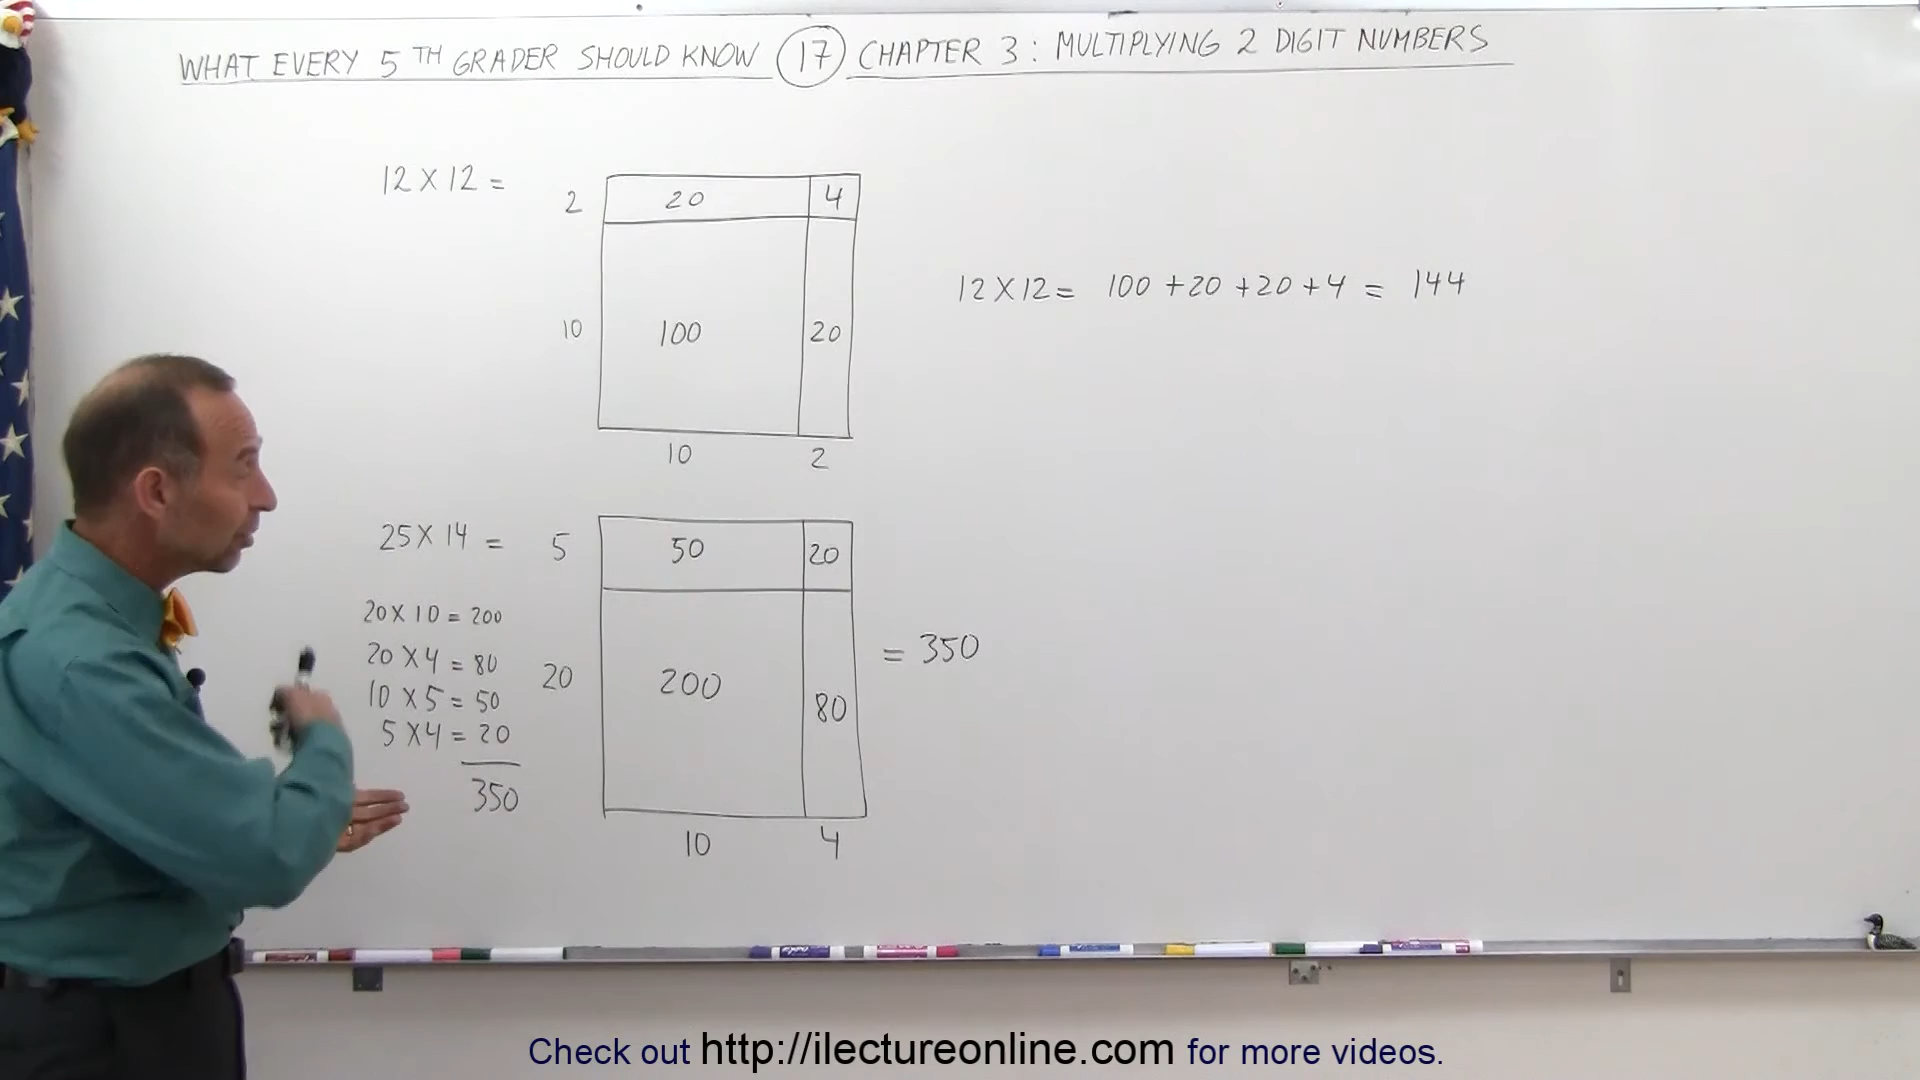 WHAT EVERY 5TH GRADER SHOULD KNOW 17 CHAPTER 3: MULTIPLYING 2 DIGIT NUMBERS
12 X 12 =
2
20
4
10
100
20
10
2
12 X 12 = 100 + 20 + 20 + 4 = 144
25 X 14 =
5
50
20
20 X 10 = 200
20 X 4 = 80
10 X 5 = 50
5 X 4 = 20
350
20
200
80
= 350
10
4
Check out http://ilectureonline.com for more videos.